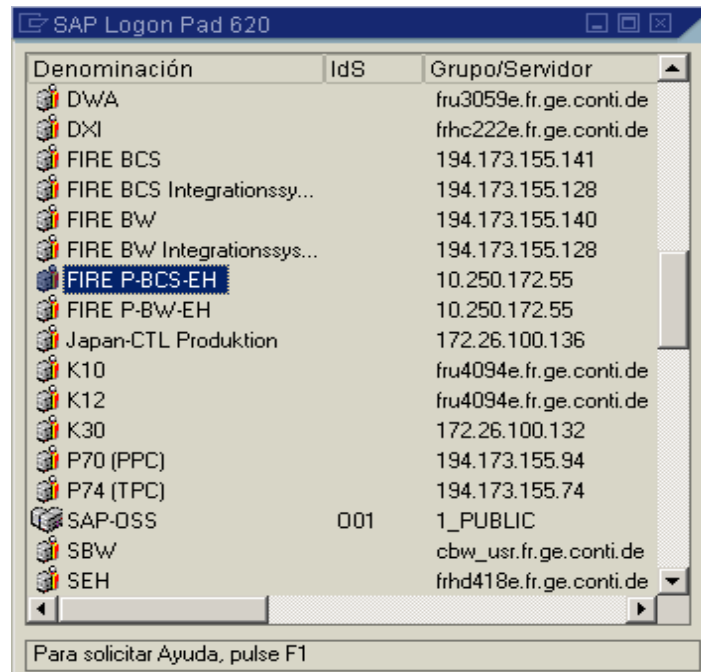 SAP Logon Pad 620
Denominación IdS Grupo/Servidor
DWA fru3059e.fr.ge.conti.de
DXI frhc222e.fr.ge.conti.de
FIRE BCS 194.173.155.141
FIRE BCS Integrationssy... 194.173.155.128
FIRE BW 194.173.155.140
FIRE BW Integrationssys... 194.173.155.128
FIRE P-BCS-EH 10.250.172.55
FIRE P-BW-EH 10.250.172.55
Japan-CTL Produktion 172.26.100.136
K10 fru4094e.fr.ge.conti.de
K12 fru4094e.fr.ge.conti.de
K30 172.26.100.132
P70 (PPC) 194.173.155.94
P74 (TPC) 194.173.155.74
SAP-OSS O01 1_PUBLIC
SBW cbw_usr.fr.ge.conti.de
SEH frhd418e.fr.ge.conti.de
Para solicitar Ayuda, pulse F1